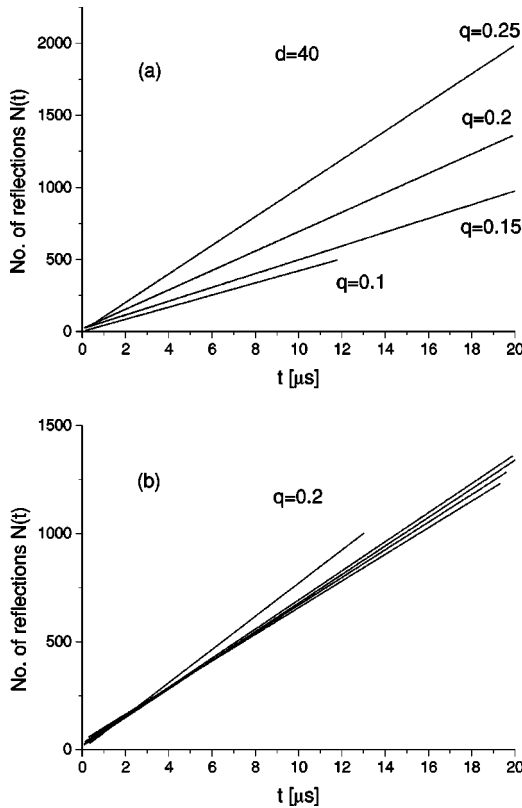 (a)
d=40
q=0.25
q=0.2
q=0.15
q=0.1
No. of reflections N(t)
2000
1500
1000
500
0
0 2 4 6 8 10 12 14 16 18 20
t [μs]
(b)
q=0.2
No. of reflections N(t)
1500
1000
500
0
0 2 4 6 8 10 12 14 16 18 20
t [μs]